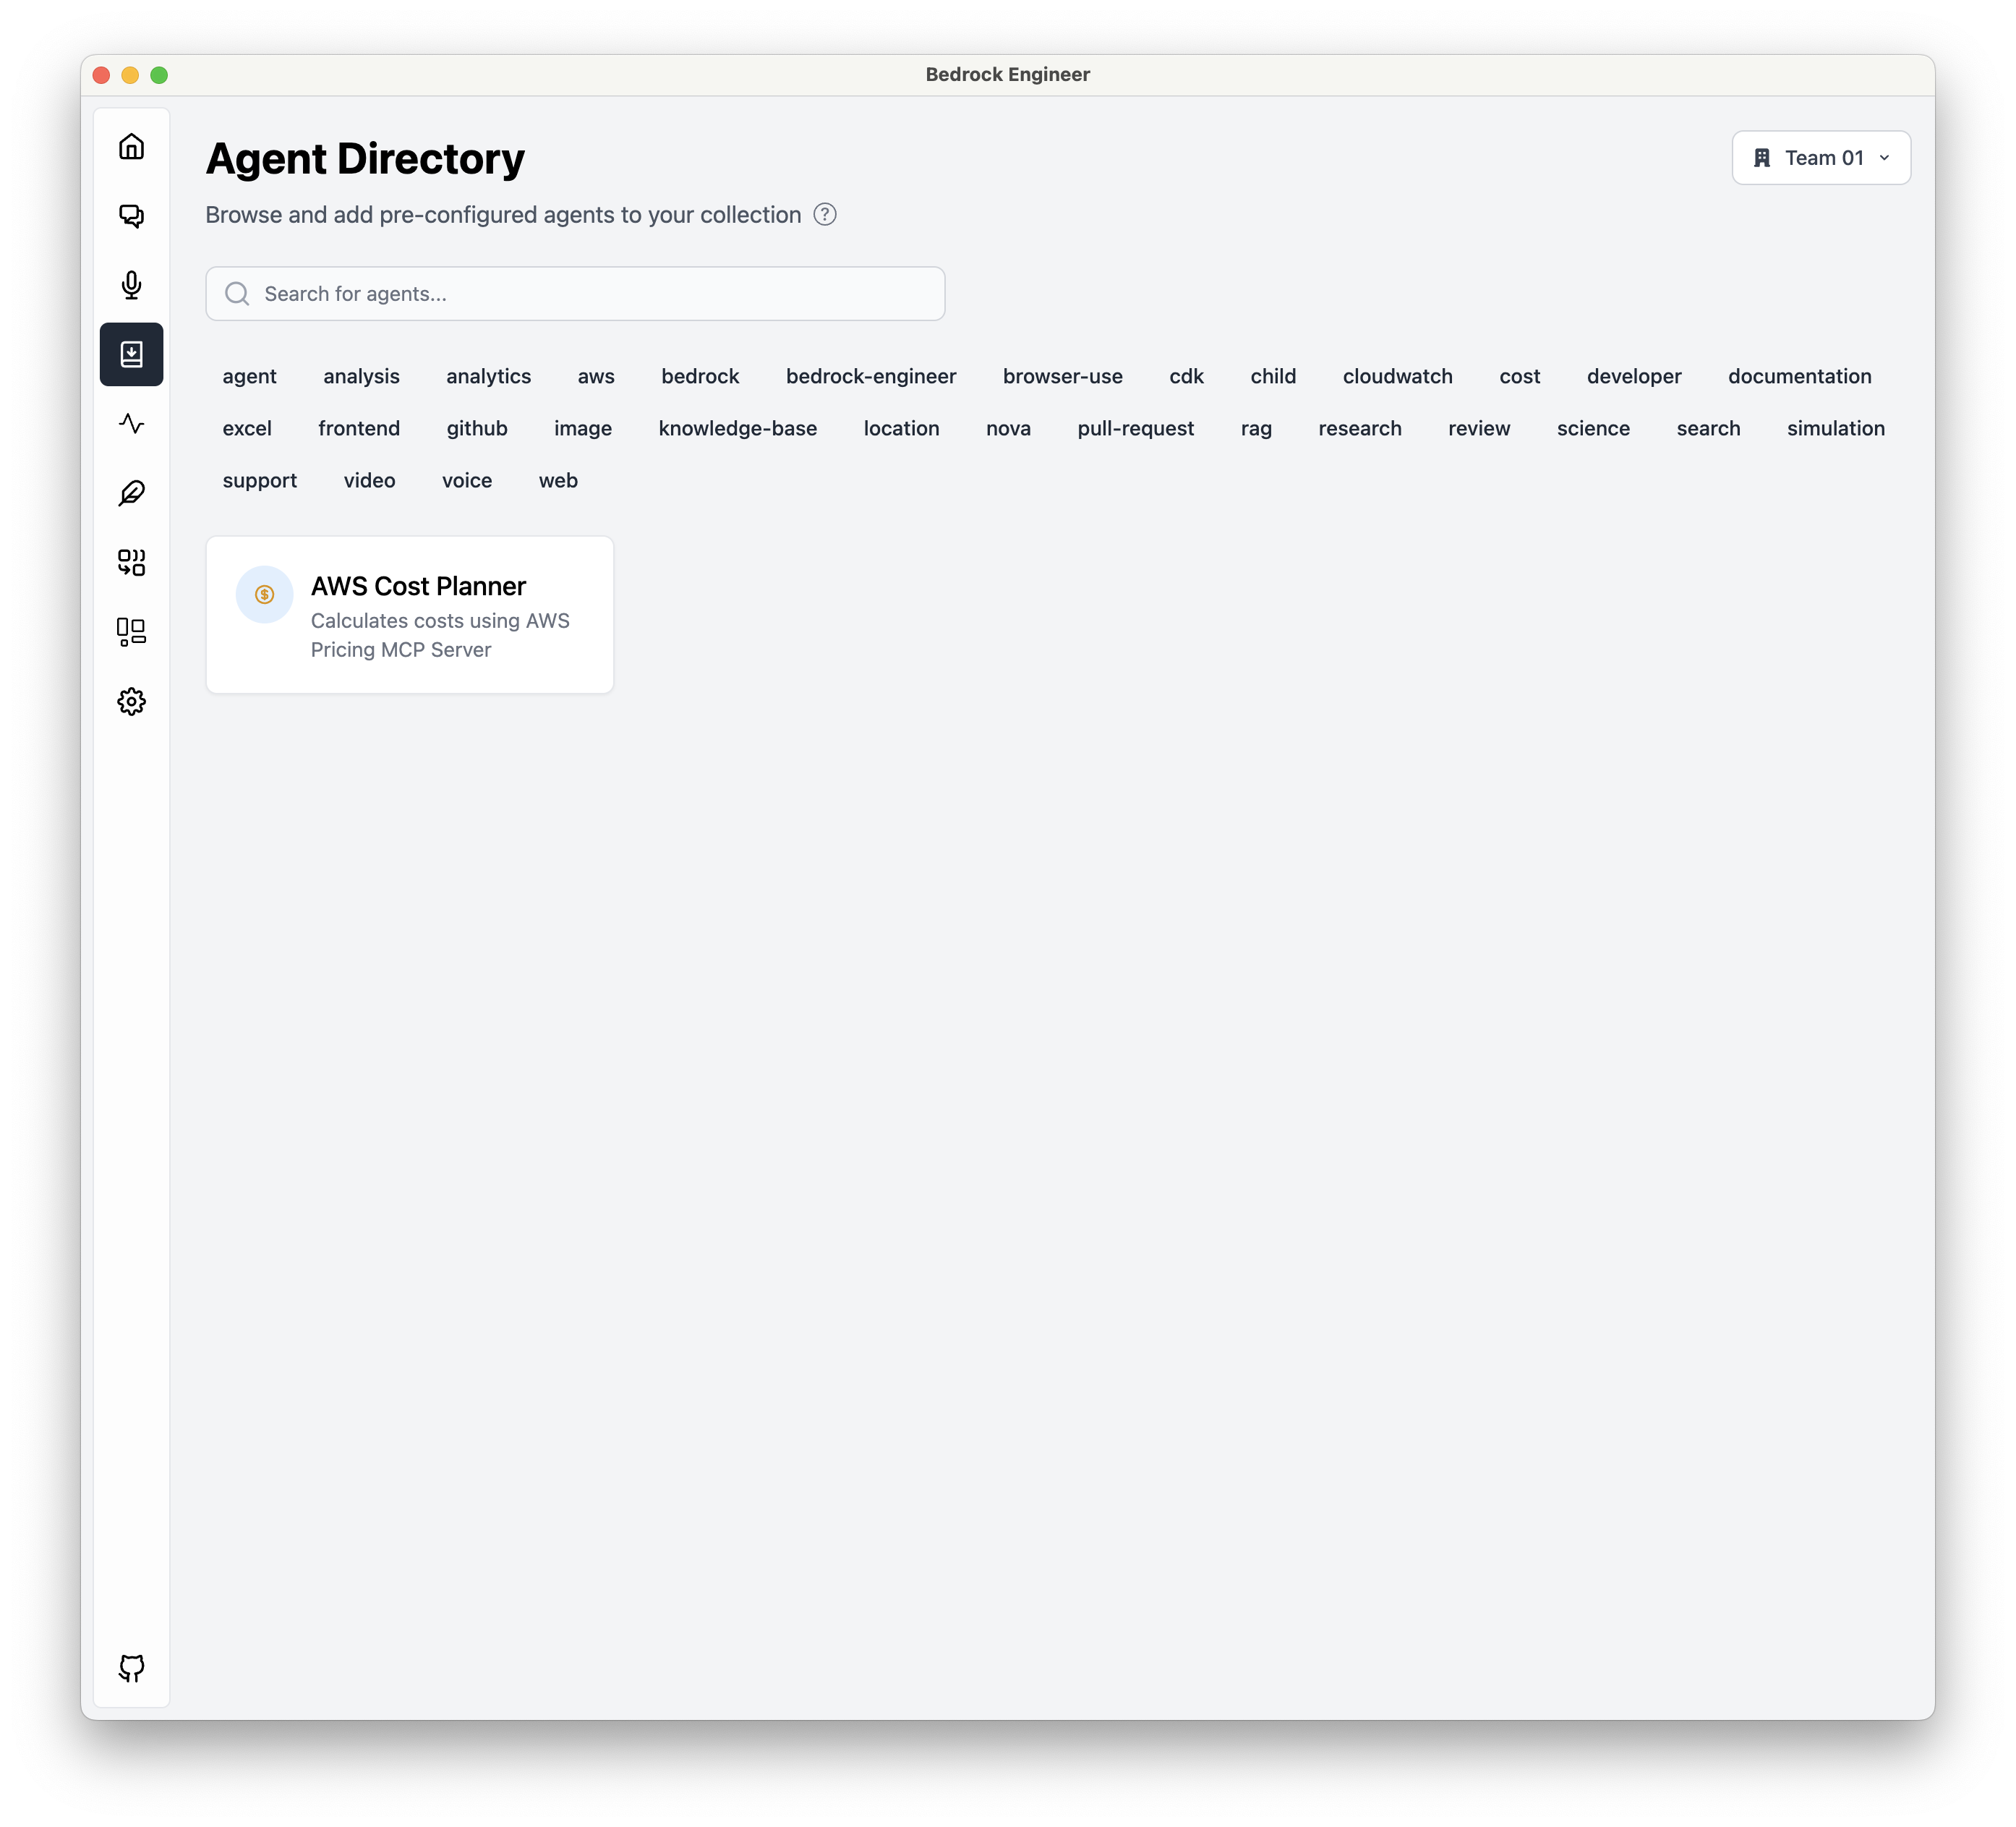 Bedrock Engineer
Agent Directory
Team 01
Browse and add pre-configured agents to your collection ?
Search for agents...
agent analysis analytics aws bedrock bedrock-engineer browser-use cdk child cloudwatch cost developer documentation
excel frontend github image knowledge-base location nova pull-request rag research review science search simulation
support video voice web
AWS Cost Planner
Calculates costs using AWS
Pricing MCP Server